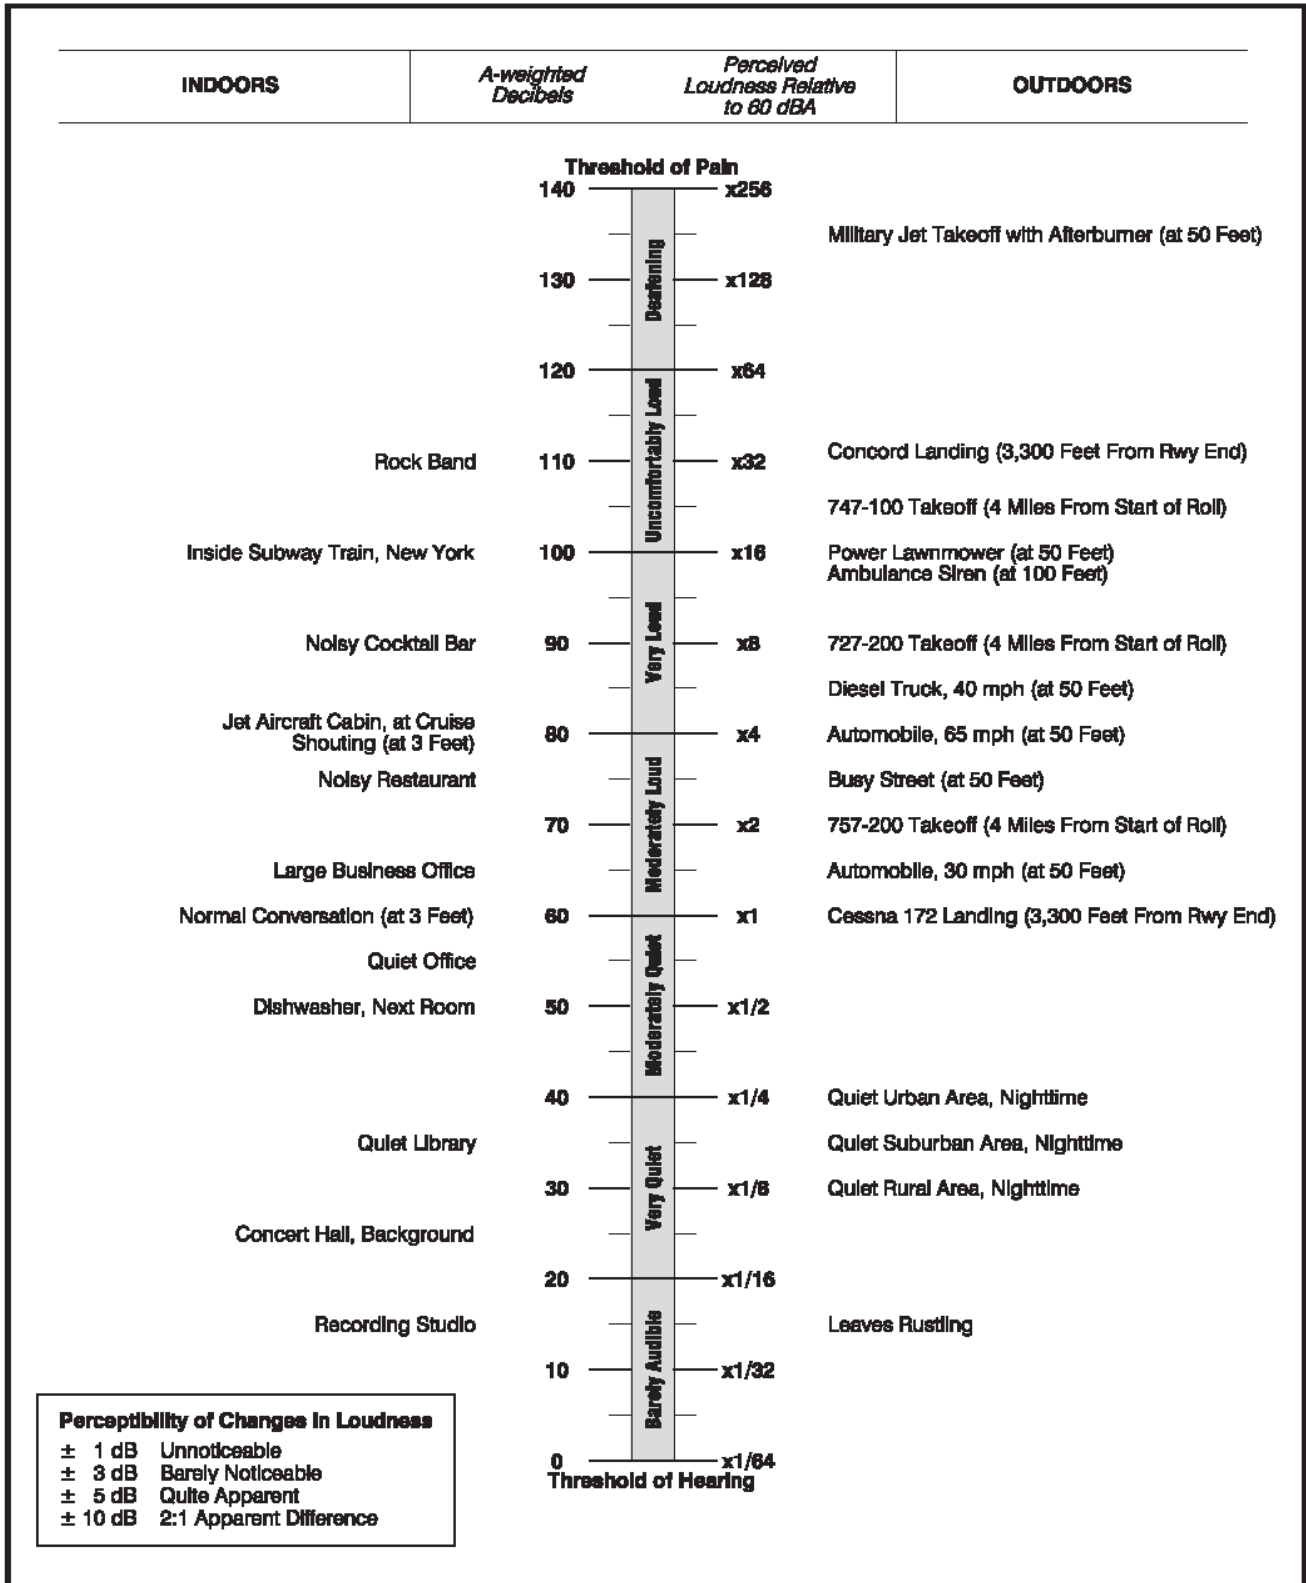 INDOORS
A-weighted
Decibels
Perceived
Loudness Relative
to 60 dBA
OUTDOORS
Threshold of Pain
140 x256
Military Jet Takeoff with Afterburner (at 50 Feet)
Deafening
130 x128
120 x64
Uncomfortably Loud
Concord Landing (3,300 Feet From Rwy End)
Rock Band 110 x32
747-100 Takeoff (4 Miles From Start of Roll)
Inside Subway Train, New York 100 x16 Power Lawnmower (at 50 Feet)
Ambulance Siren (at 100 Feet)
Very Loud
Noisy Cocktail Bar 90 x8 727-200 Takeoff (4 Miles From Start of Roll)
Diesel Truck, 40 mph (at 50 Feet)
Jet Aircraft Cabin, at Cruise
Shouting (at 3 Feet)
80 x4 Automobile, 65 mph (at 50 Feet)
Moderately Loud
Noisy Restaurant Busy Street (at 50 Feet)
70 x2 757-200 Takeoff (4 Miles From Start of Roll)
Large Business Office Automobile, 30 mph (at 50 Feet)
Normal Conversation (at 3 Feet) 60 x1 Cessna 172 Landing (3,300 Feet From Rwy End)
Moderately Quiet
Quiet Office
Dishwasher, Next Room 50 x1/2
40 x1/4 Quiet Urban Area, Nighttime
Very Quiet
Quiet Library Quiet Suburban Area, Nighttime
30 x1/8 Quiet Rural Area, Nighttime
Concert Hall, Background
20 x1/16
Barely Audible
Recording Studio Leaves Rustling
10 x1/32
0 x1/64
Threshold of Hearing
Perceptibility of Changes in Loudness
± 1 dB Unnoticeable
± 3 dB Barely Noticeable
± 5 dB Quite Apparent
± 10 dB 2:1 Apparent Difference